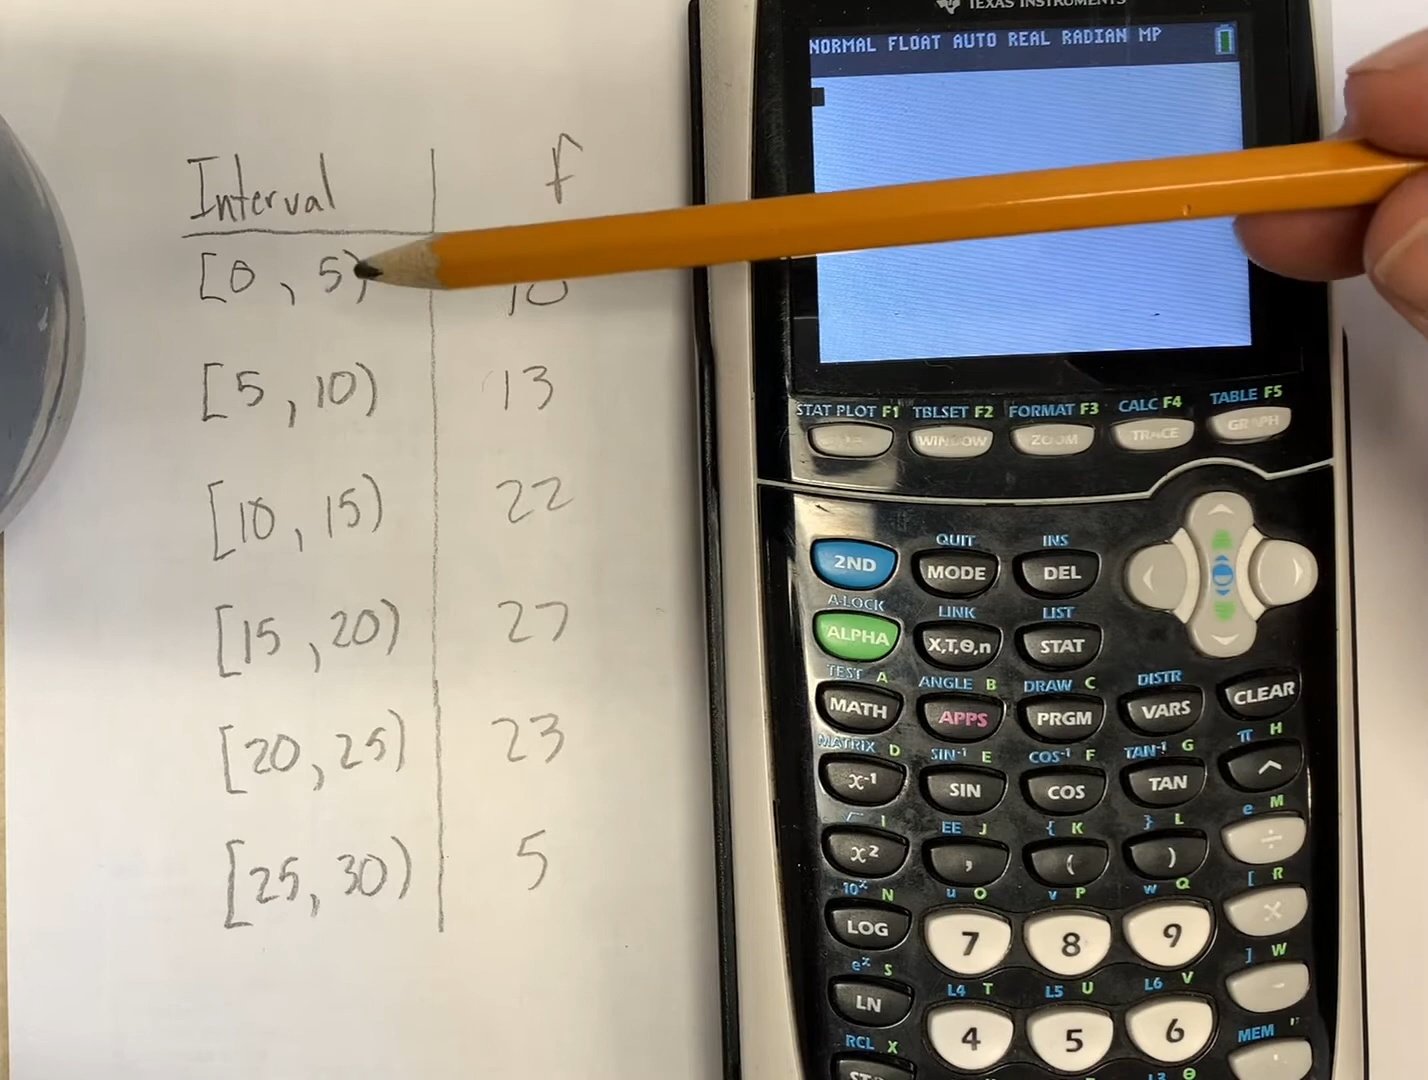 TEXAS INSTRUMENTS
NORMAL FLOAT AUTO REAL RADIAN MP
Interval f
[0, 5)
[5, 10) 13
[10, 15) 22
[15, 20) 27
[20, 25) 23
[25, 30) 5
STAT PLOT F1 TBLSET F2 FORMAT F3 CALC F4 TABLE F5
WINDOW ZOOM TRACE GRAPH
QUIT INS
2ND MODE DEL
A-LOCK LINK LIST
ALPHA X,T,θ,n STAT
TEST A ANGLE B DRAW C DISTR
MATH APPS PRGM VARS CLEAR
MATRIX D SIN⁻¹ E COS⁻¹ F TAN⁻¹ G π H
x⁻¹ SIN COS TAN ^
√ I EE J { K } L e M
x² , ( ) ÷
10ˣ N u O v P w Q [ R
LOG 7 8 9 ×
eˣ S L4 T L5 U L6 V ] W
LN 4 5 6 −
RCL X L3 θ MEM "